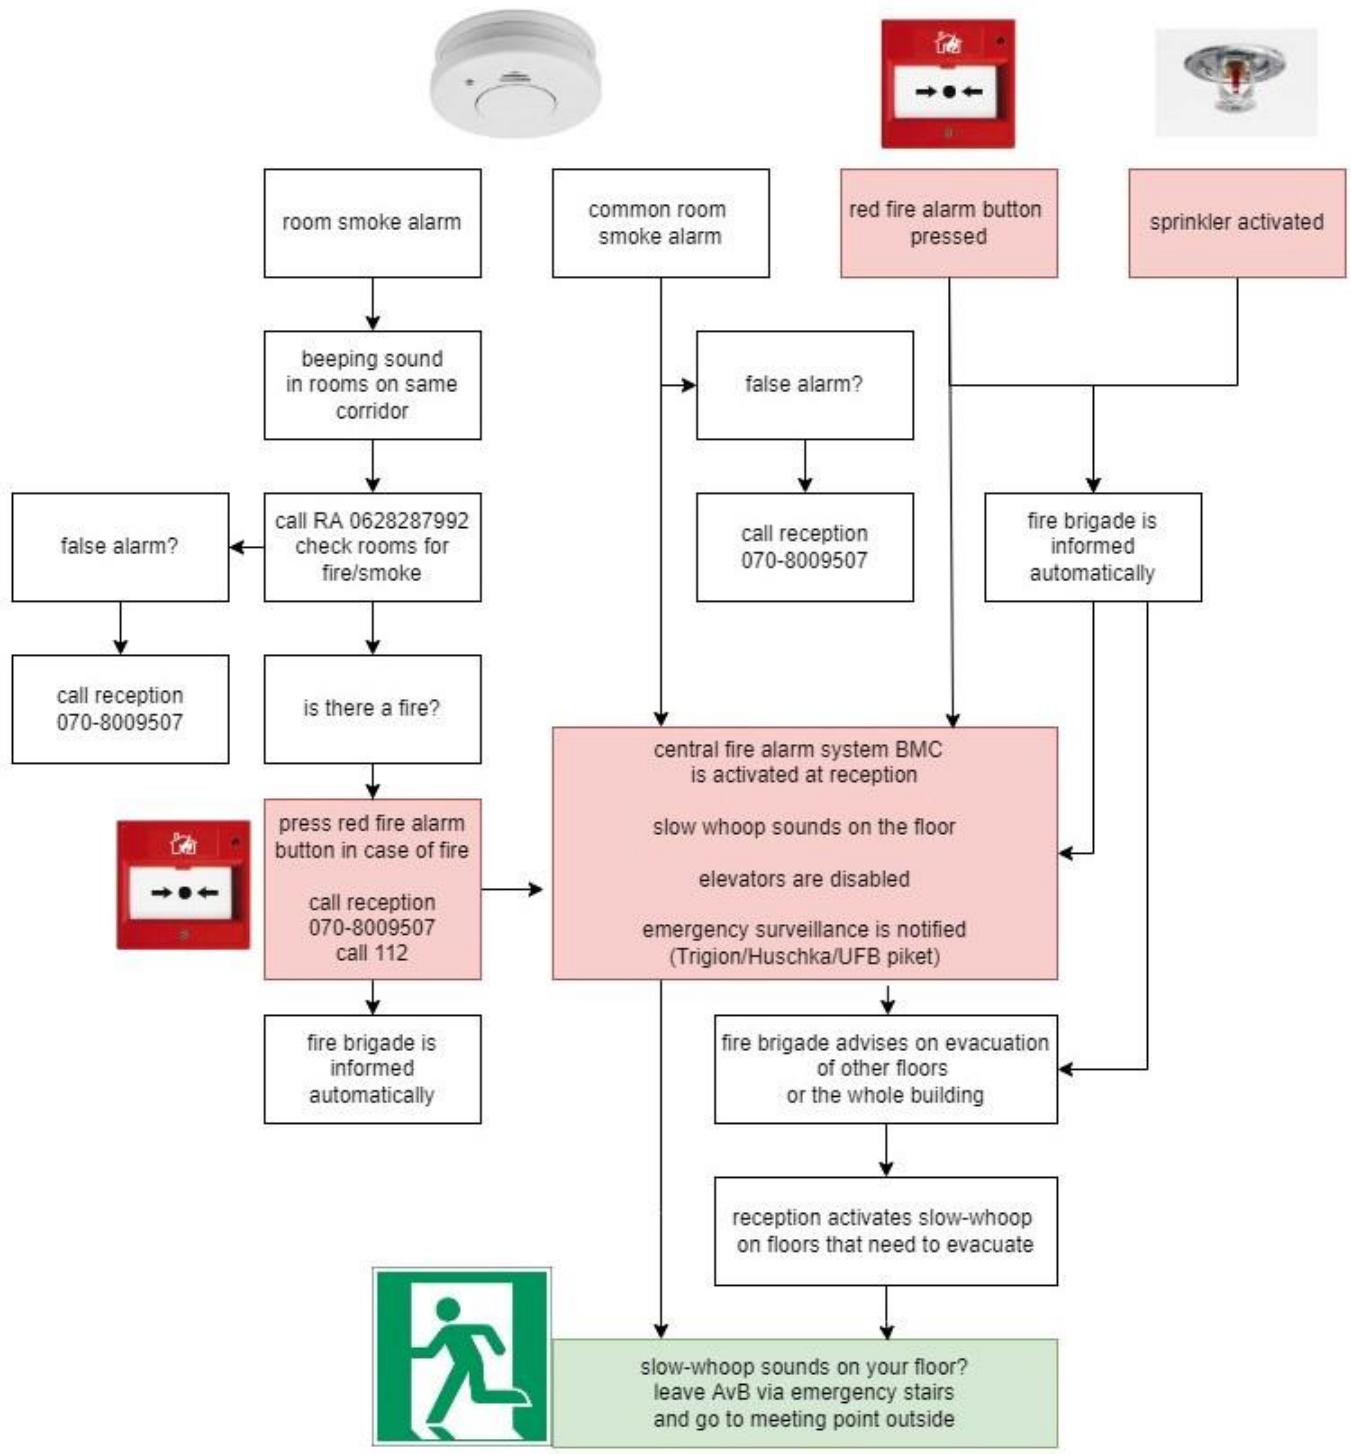 room smoke alarm
common room
smoke alarm
red fire alarm button
pressed
sprinkler activated
beeping sound
in rooms on same
corridor
false alarm?
false alarm?
call RA 0628287992
check rooms for
fire/smoke
call reception
070-8009507
fire brigade is
informed
automatically
call reception
070-8009507
is there a fire?
press red fire alarm
button in case of fire
call reception
070-8009507
call 112
central fire alarm system BMC
is activated at reception
slow whoop sounds on the floor
elevators are disabled
emergency surveillance is notified
(Trigion/Huschka/UFB piket)
fire brigade is
informed
automatically
fire brigade advises on evacuation
of other floors
or the whole building
reception activates slow-whoop
on floors that need to evacuate
slow-whoop sounds on your floor?
leave AvB via emergency stairs
and go to meeting point outside